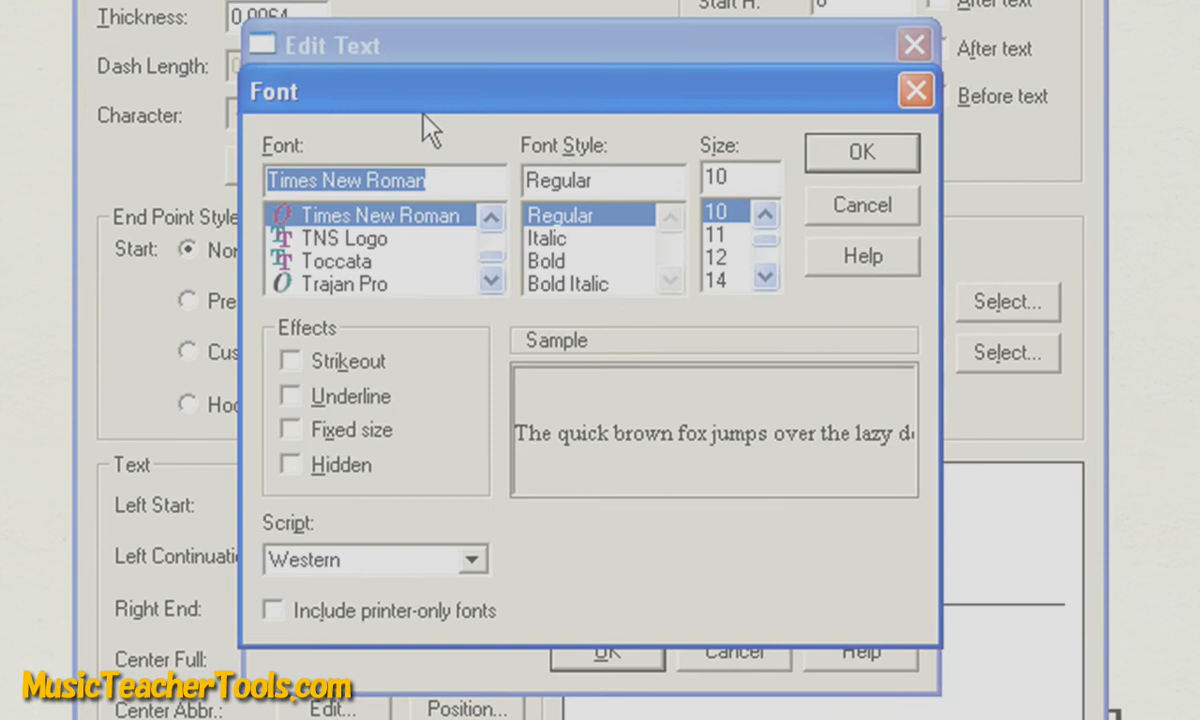 Thickness:
0.0064
Start H:
After text
Edit Text
Dash Length:
After text
Font
Before text
Character:
Font:
Font Style:
Size:
OK
Times New Roman
Regular
10
Cancel
Times New Roman
TNS Logo
Toccata
Trajan Pro
Regular
Italic
Bold
Bold Italic
10
11
12
14
Help
End Point Style
Start:
Select...
Select...
Effects
Strikeout
Underline
Fixed size
Hidden
Sample
The quick brown fox jumps over the lazy
Text
Left Start:
Script:
Western
Right End:
Include printer-only fonts
Center Full:
OK
Cancel
Help
MusicTeacherTools.com
Center Abbr.:
Edit...
Position...